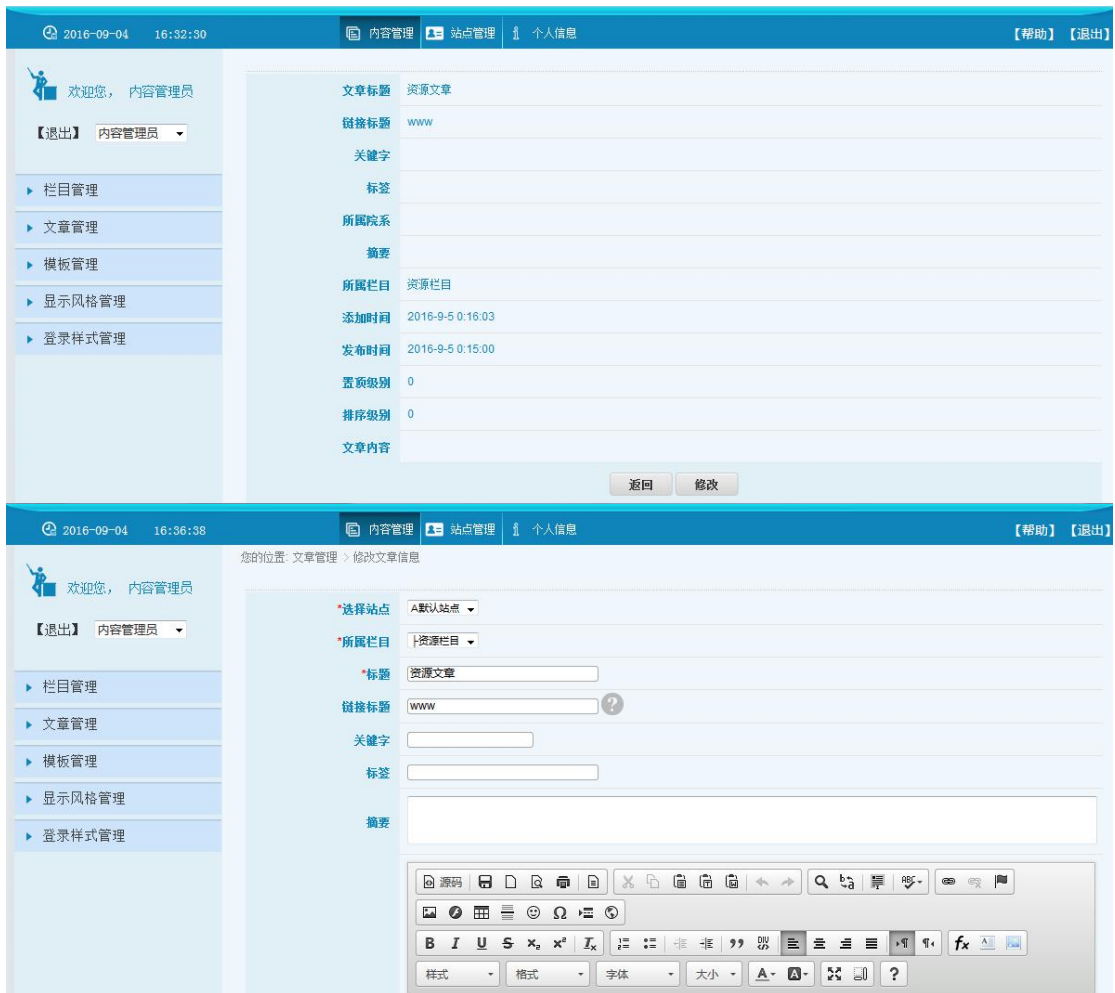 2016-09-04 16:32:30 内容管理 站点管理 个人信息 【帮助】 【退出】
欢迎您， 内容管理员
【退出】 内容管理员
栏目管理
文章管理
模板管理
显示风格管理
登录样式管理
文章标题 资源文章
链接标题 www
关键字
标签
所属院系
摘要
所属栏目 资源栏目
添加时间 2016-9-5 0:16:03
发布时间 2016-9-5 0:15:00
置顶级别 0
排序级别 0
文章内容
返回 修改
2016-09-04 16:36:38 内容管理 站点管理 个人信息 【帮助】 【退出】
您的位置: 文章管理 > 修改文章信息
欢迎您， 内容管理员
【退出】 内容管理员
栏目管理
文章管理
模板管理
显示风格管理
登录样式管理
*选择站点 A默认站点
*所属栏目 ├资源栏目
*标题 资源文章
链接标题 www ?
关键字
标签
摘要
源码 ABC
Ω
B I U S x₂ x² Tx DIV fx
样式 格式 字体 大小 A A ?